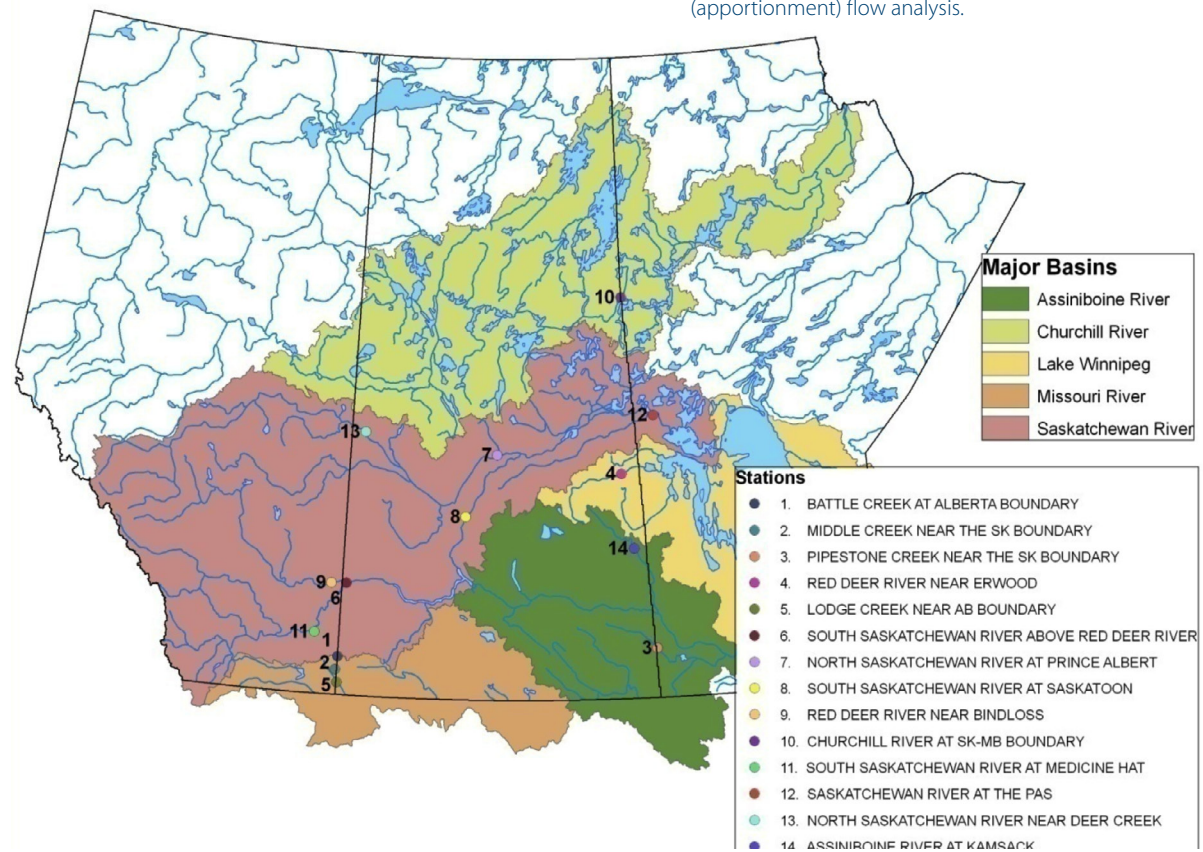 (apportionment) flow analysis.
10
13
12
7
4
8
14
9
6
11
1
2
3
5
Major Basins
Assiniboine River
Churchill River
Lake Winnipeg
Missouri River
Saskatchewan River
Stations
1. BATTLE CREEK AT ALBERTA BOUNDARY
2. MIDDLE CREEK NEAR THE SK BOUNDARY
3. PIPESTONE CREEK NEAR THE SK BOUNDARY
4. RED DEER RIVER NEAR ERWOOD
5. LODGE CREEK NEAR AB BOUNDARY
6. SOUTH SASKATCHEWAN RIVER ABOVE RED DEER RIVER
7. NORTH SASKATCHEWAN RIVER AT PRINCE ALBERT
8. SOUTH SASKATCHEWAN RIVER AT SASKATOON
9. RED DEER RIVER NEAR BINDLOSS
10. CHURCHILL RIVER AT SK-MB BOUNDARY
11. SOUTH SASKATCHEWAN RIVER AT MEDICINE HAT
12. SASKATCHEWAN RIVER AT THE PAS
13. NORTH SASKATCHEWAN RIVER NEAR DEER CREEK
14. ASSINIBOINE RIVER AT KAMSACK